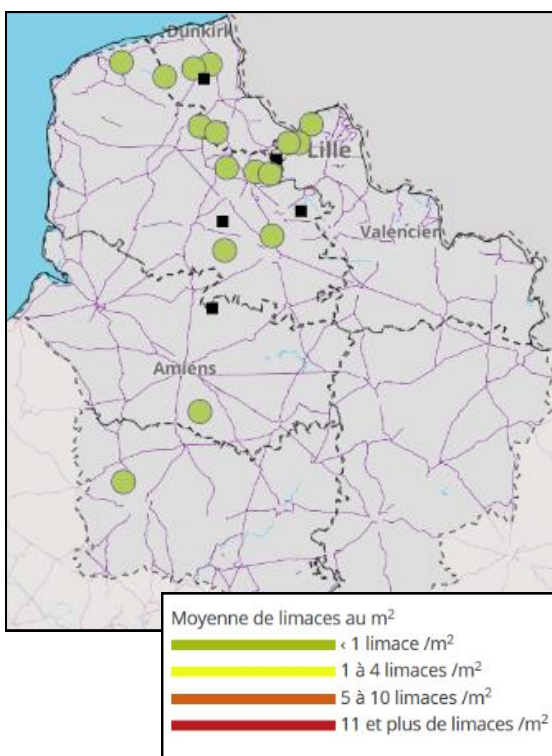 Dunkirk
Lille
Valencien
Amiens
Moyenne de limaces au m²
< 1 limace /m²
1 à 4 limaces /m²
5 à 10 limaces /m²
11 et plus de limaces /m²